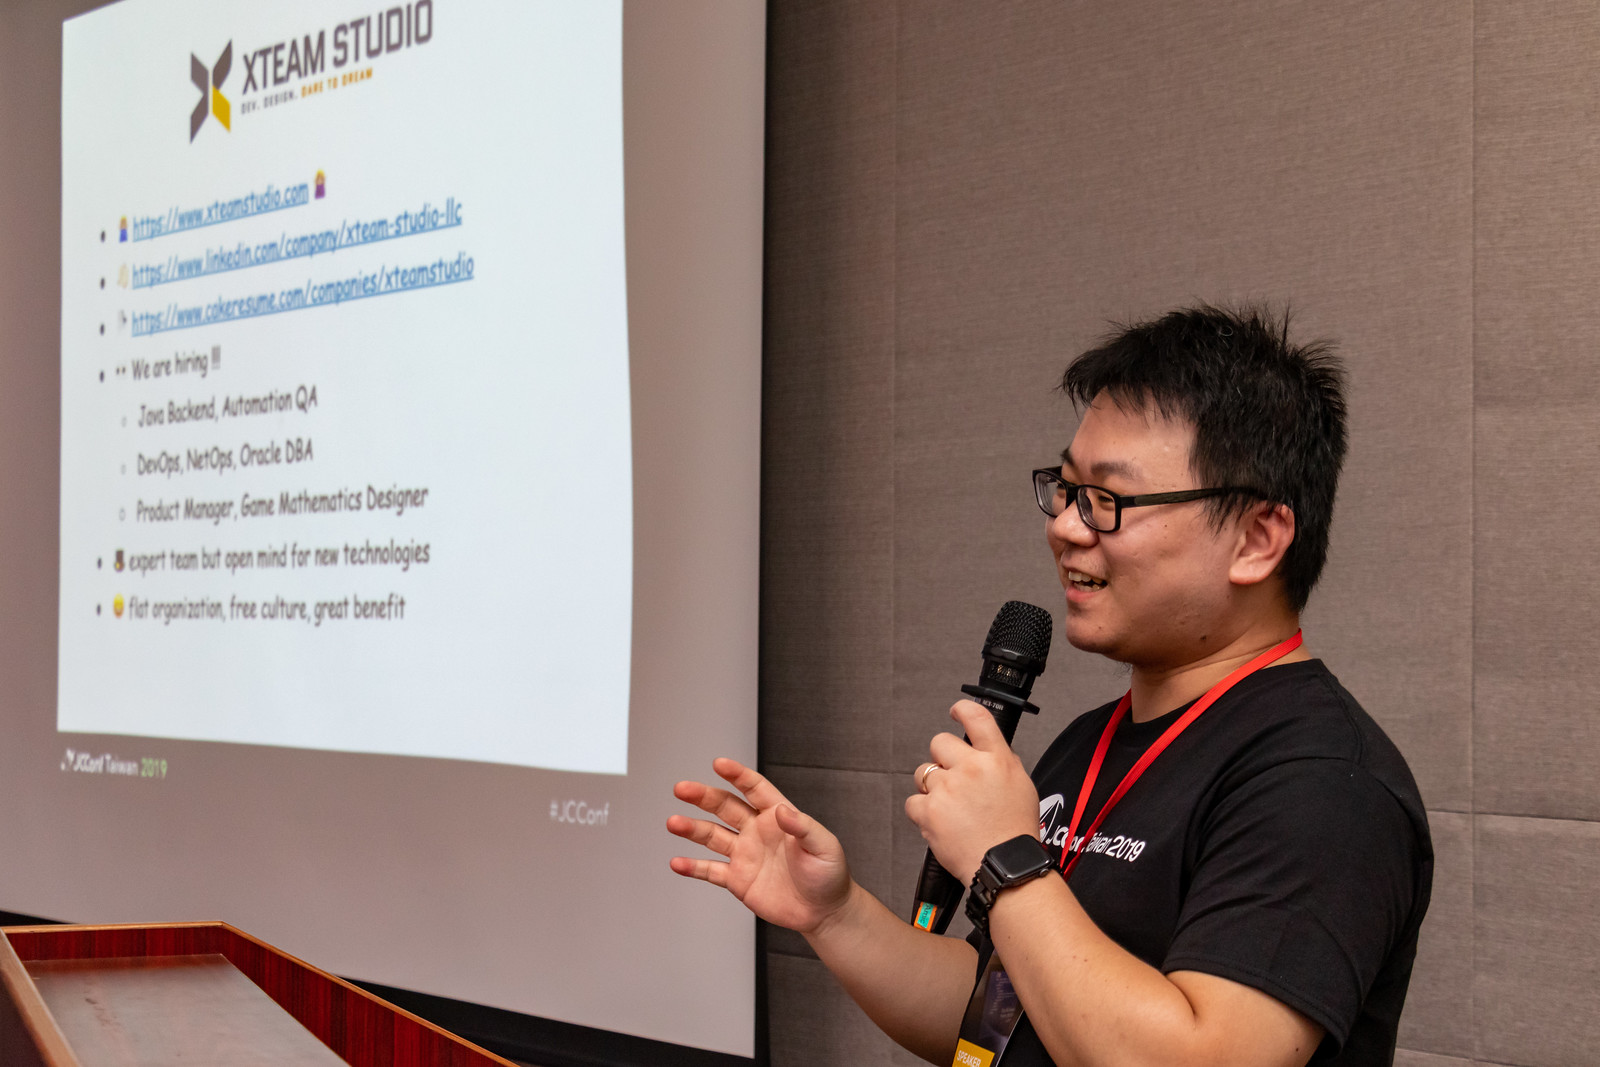 XTEAM STUDIO
DEV. DESIGN. DARE TO DREAM
https://www.xteamstudio.com
https://www.linkedin.com/company/xteam-studio-llc
https://www.cakeresume.com/companies/xteamstudio
We are hiring !!!
Java Backend, Automation QA
DevOps, NetOps, Oracle DBA
Product Manager, Game Mathematics Designer
expert team but open mind for new technologies
flat organization, free culture, great benefit
JCConf Taiwan 2019
#JCConf
JCConf Taiwan 2019
SPEAKER